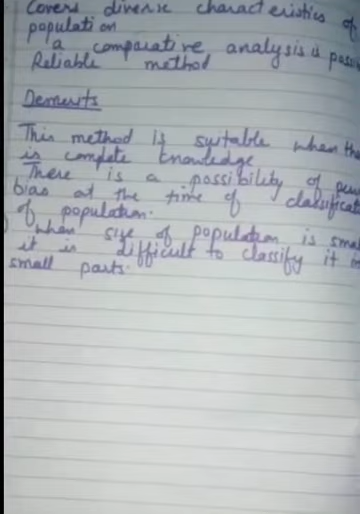 Covers diverse characteristics of
population
a comparative analysis is
Reliable method
Demerits
This method is suitable when
is complete knowledge
There is a possibility of
bias at the time of
of population.
when size of population is
it is difficult to classify it
small parts.